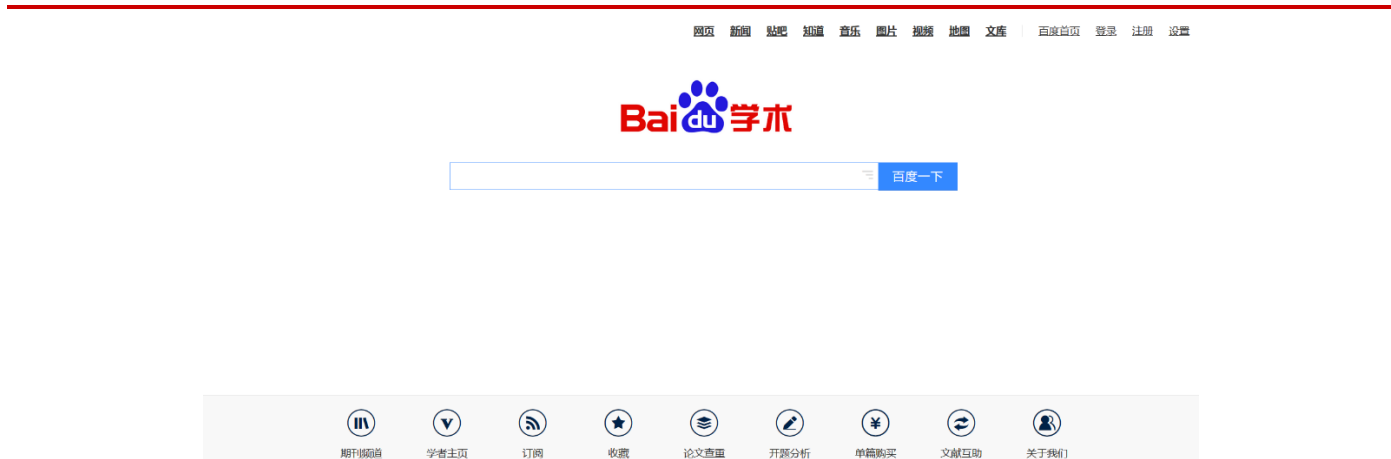 网页 新闻 贴吧 知道 音乐 图片 视频 地图 文库 百度首页 登录 注册 设置
Bai du 学术
百度一下
期刊频道 学者主页 订阅 收藏 论文查重 开题分析 单篇购买 文献互助 关于我们